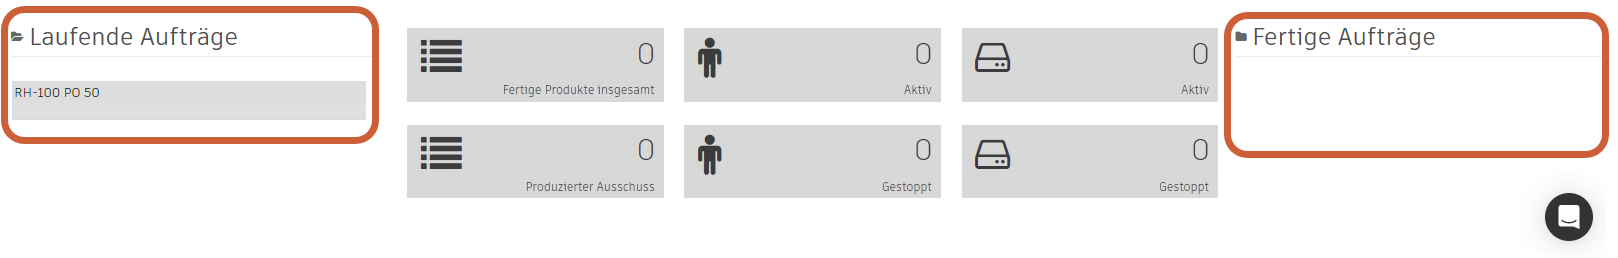 Laufende Aufträge
RH-100 PO 50
0
Fertige Produkte insgesamt
0
Aktiv
0
Aktiv
0
Produzierter Ausschuss
0
Gestoppt
0
Gestoppt
Fertige Aufträge